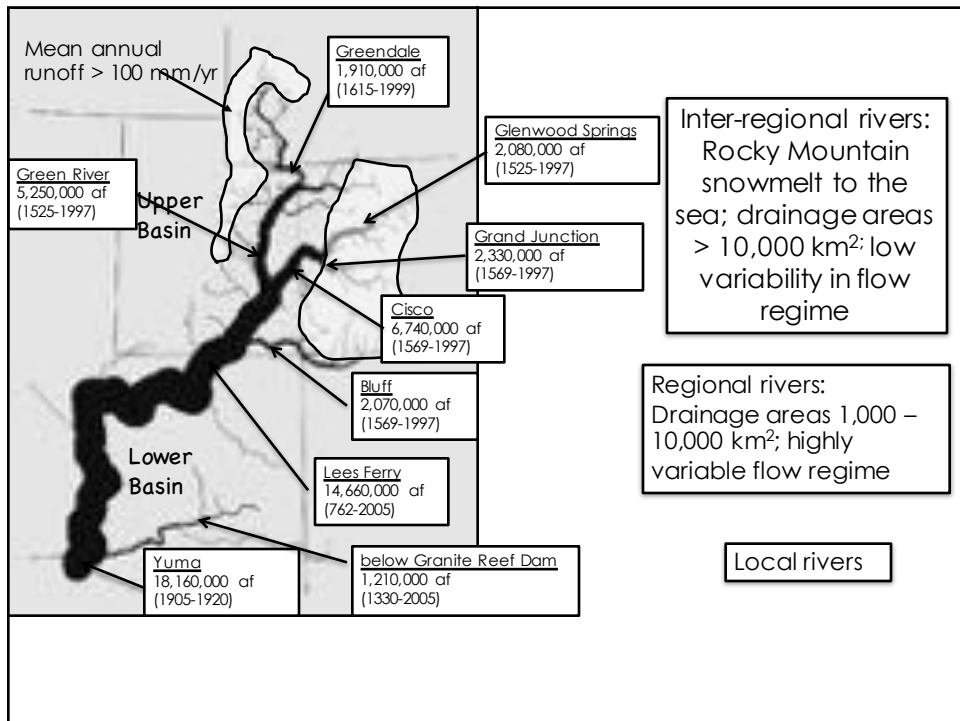 Mean annual
runoff > 100 mm/yr
Greendale
1,910,000 af
(1615-1999)
Glenwood Springs
2,080,000 af
(1525-1997)
Green River
5,250,000 af
(1525-1997)
Upper
Basin
Grand Junction
2,330,000 af
(1569-1997)
Cisco
6,740,000 af
(1569-1997)
Bluff
2,070,000 af
(1569-1997)
Lower
Basin
Lees Ferry
14,660,000 af
(762-2005)
Yuma
18,160,000 af
(1905-1920)
below Granite Reef Dam
1,210,000 af
(1330-2005)
Inter-regional rivers:
Rocky Mountain
snowmelt to the
sea; drainage areas
> 10,000 km²; low
variability in flow
regime
Regional rivers:
Drainage areas 1,000 –
10,000 km²; highly
variable flow regime
Local rivers